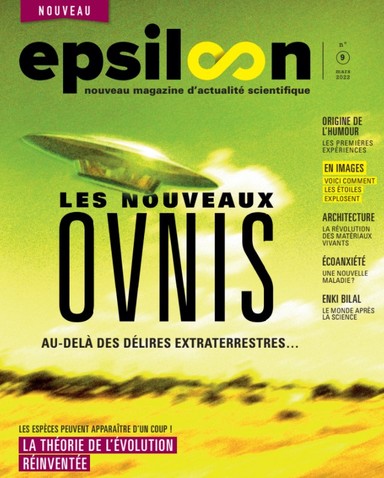 NOUVEAU
epsiloon
nouveau magazine d'actualité scientifique
n°
9
mars
2022
ORIGINE DE
L'HUMOUR
LES PREMIÈRES
EXPÉRIENCES
EN IMAGES
VOICI COMMENT
LES ÉTOILES
EXPLOSENT
ARCHITECTURE
LA RÉVOLUTION
DES MATÉRIAUX
VIVANTS
ÉCOANXIÉTÉ
UNE NOUVELLE
MALADIE ?
ENKI BILAL
LE MONDE APRÈS
LA SCIENCE
LES NOUVEAUX
OVNIS
AU-DELÀ DES DÉLIRES EXTRATERRESTRES...
LES ESPÈCES PEUVENT APPARAÎTRE D'UN COUP !
LA THÉORIE DE L'ÉVOLUTION
RÉINVENTÉE